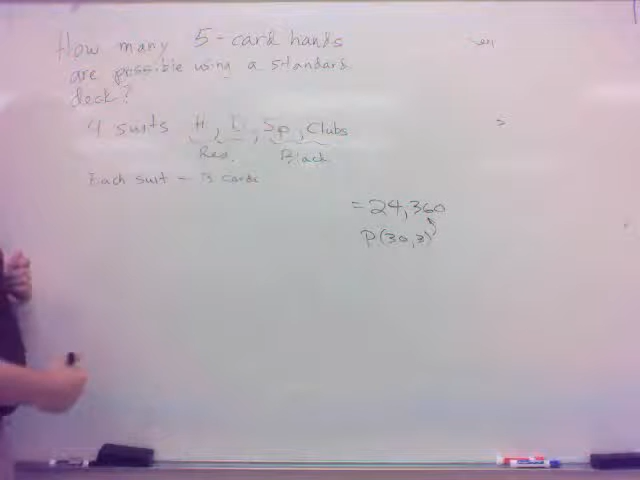 How many 5-card hands
are possible using a standard
deck?
4 suits H, D, Sp, Clubs
Red Black
Each suit = 13 cards
= 24,360
P(30,3)